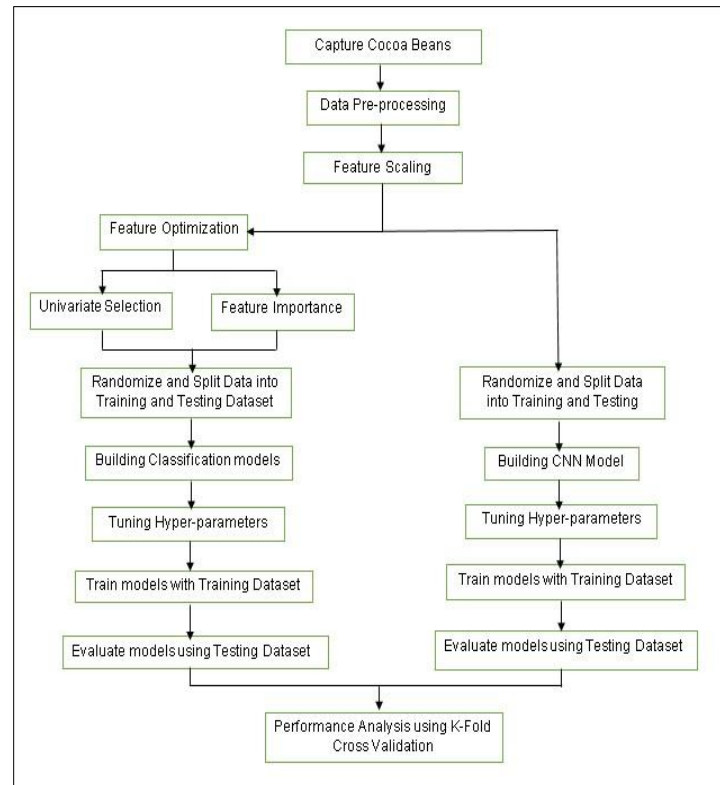 Capture Cocoa Beans
Data Pre-processing
Feature Scaling
Feature Optimization
Univariate Selection
Feature Importance
Randomize and Split Data into
Training and Testing Dataset
Building Classification models
Tuning Hyper-parameters
Train models with Training Dataset
Evaluate models using Testing Dataset
Randomize and Split Data
into Training and Testing
Building CNN Model
Tuning Hyper-parameters
Train models with Training Dataset
Evaluate models using Testing Dataset
Performance Analysis using K-Fold
Cross Validation